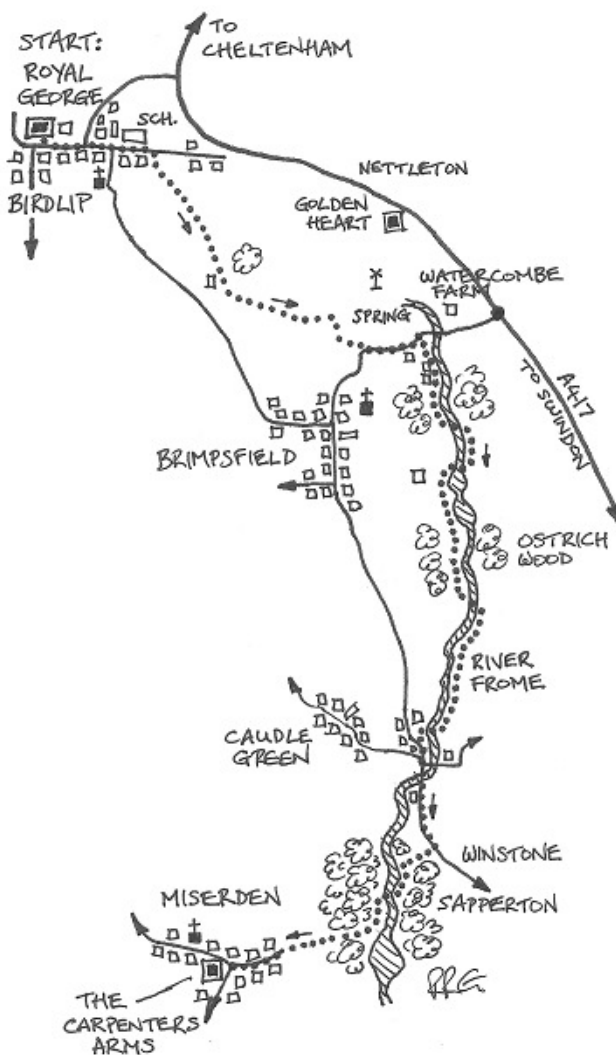 START:
ROYAL
GEORGE
TO
CHELTENHAM
SCH.
BIRDLIP
NETTLETON
GOLDEN
HEART
WATERCOMBE
FARM
SPRING
A417
TO SWINDON
BRIMPSFIELD
OSTRICH
WOOD
RIVER
FROME
CAUDLE
GREEN
WINSTONE
SAPPERTON
MISERDEN
THE
CARPENTERS
ARMS